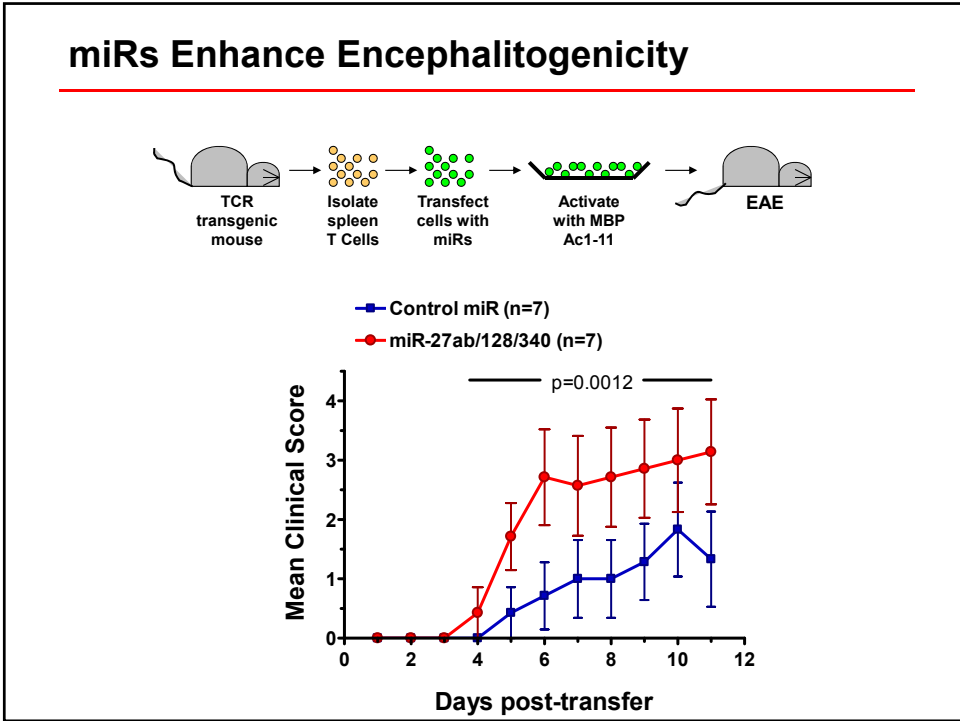 miRs Enhance Encephalitogenicity
TCR
transgenic
mouse
Isolate
spleen
T Cells
Transfect
cells with
miRs
Activate
with MBP
Ac1-11
EAE
Control miR (n=7)
miR-27ab/128/340 (n=7)
p=0.0012
Mean Clinical Score
4
3
2
1
0
0 2 4 6 8 10 12
Days post-transfer